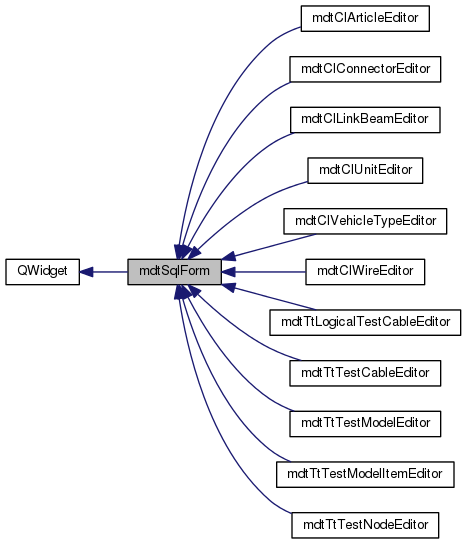 mdtClArticleEditor
mdtClConnectorEditor
mdtClLinkBeamEditor
mdtClUnitEditor
mdtClVehicleTypeEditor
QWidget
mdtSqlForm
mdtClWireEditor
mdtTtLogicalTestCableEditor
mdtTtTestCableEditor
mdtTtTestModelEditor
mdtTtTestModelItemEditor
mdtTtTestNodeEditor